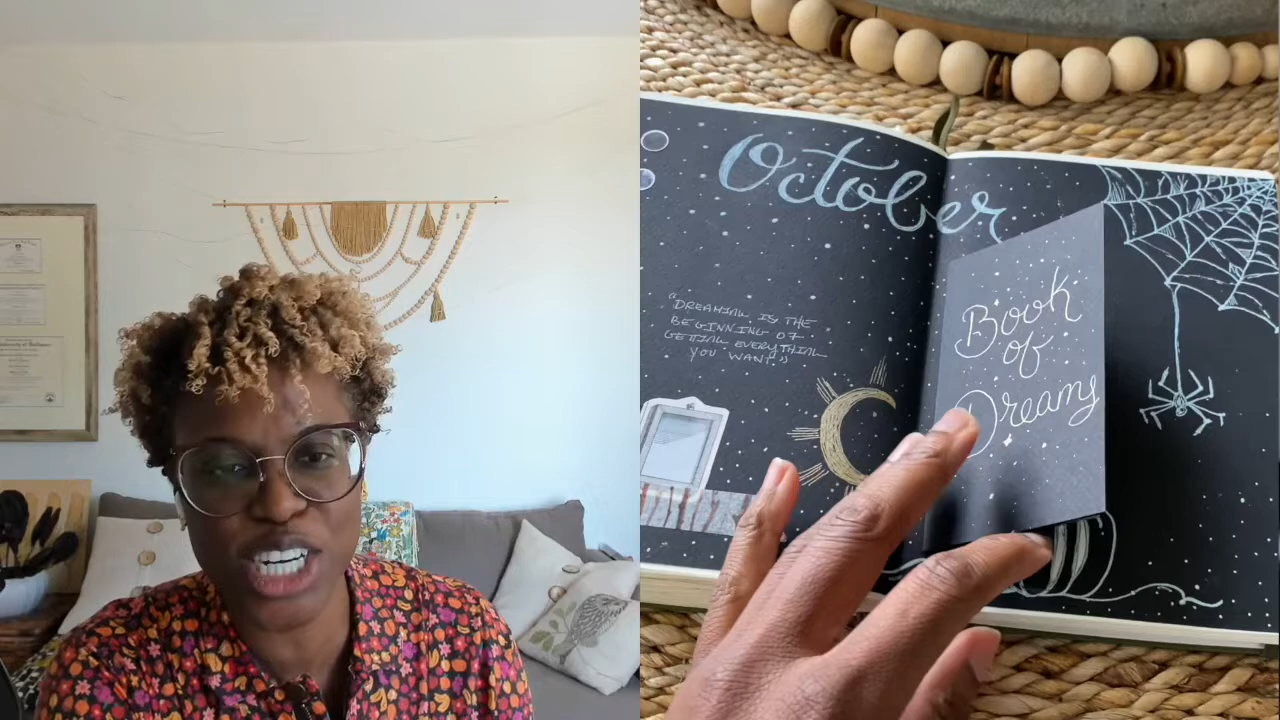 October
"DREAMING IS THE
BEGINNING OF
GETTING EVERYTHING
YOU WANT"
Book
of
Dreams